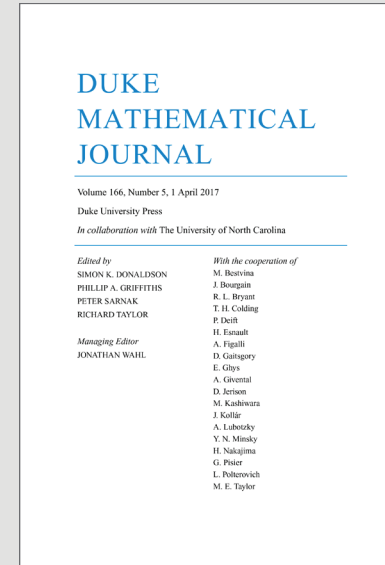 DUKE
MATHEMATICAL
JOURNAL
Volume 166, Number 5, 1 April 2017
Duke University Press
In collaboration with The University of North Carolina
Edited by
SIMON K. DONALDSON
PHILLIP A. GRIFFITHS
PETER SARNAK
RICHARD TAYLOR
Managing Editor
JONATHAN WAHL
With the cooperation of
M. Bestvina
J. Bourgain
R. L. Bryant
T. H. Colding
P. Deift
H. Esnault
A. Figalli
D. Gaitsgory
E. Ghys
A. Givental
D. Jerison
M. Kashiwara
J. Kollár
A. Lubotzky
Y. N. Minsky
H. Nakajima
G. Pisier
L. Polterovich
M. E. Taylor